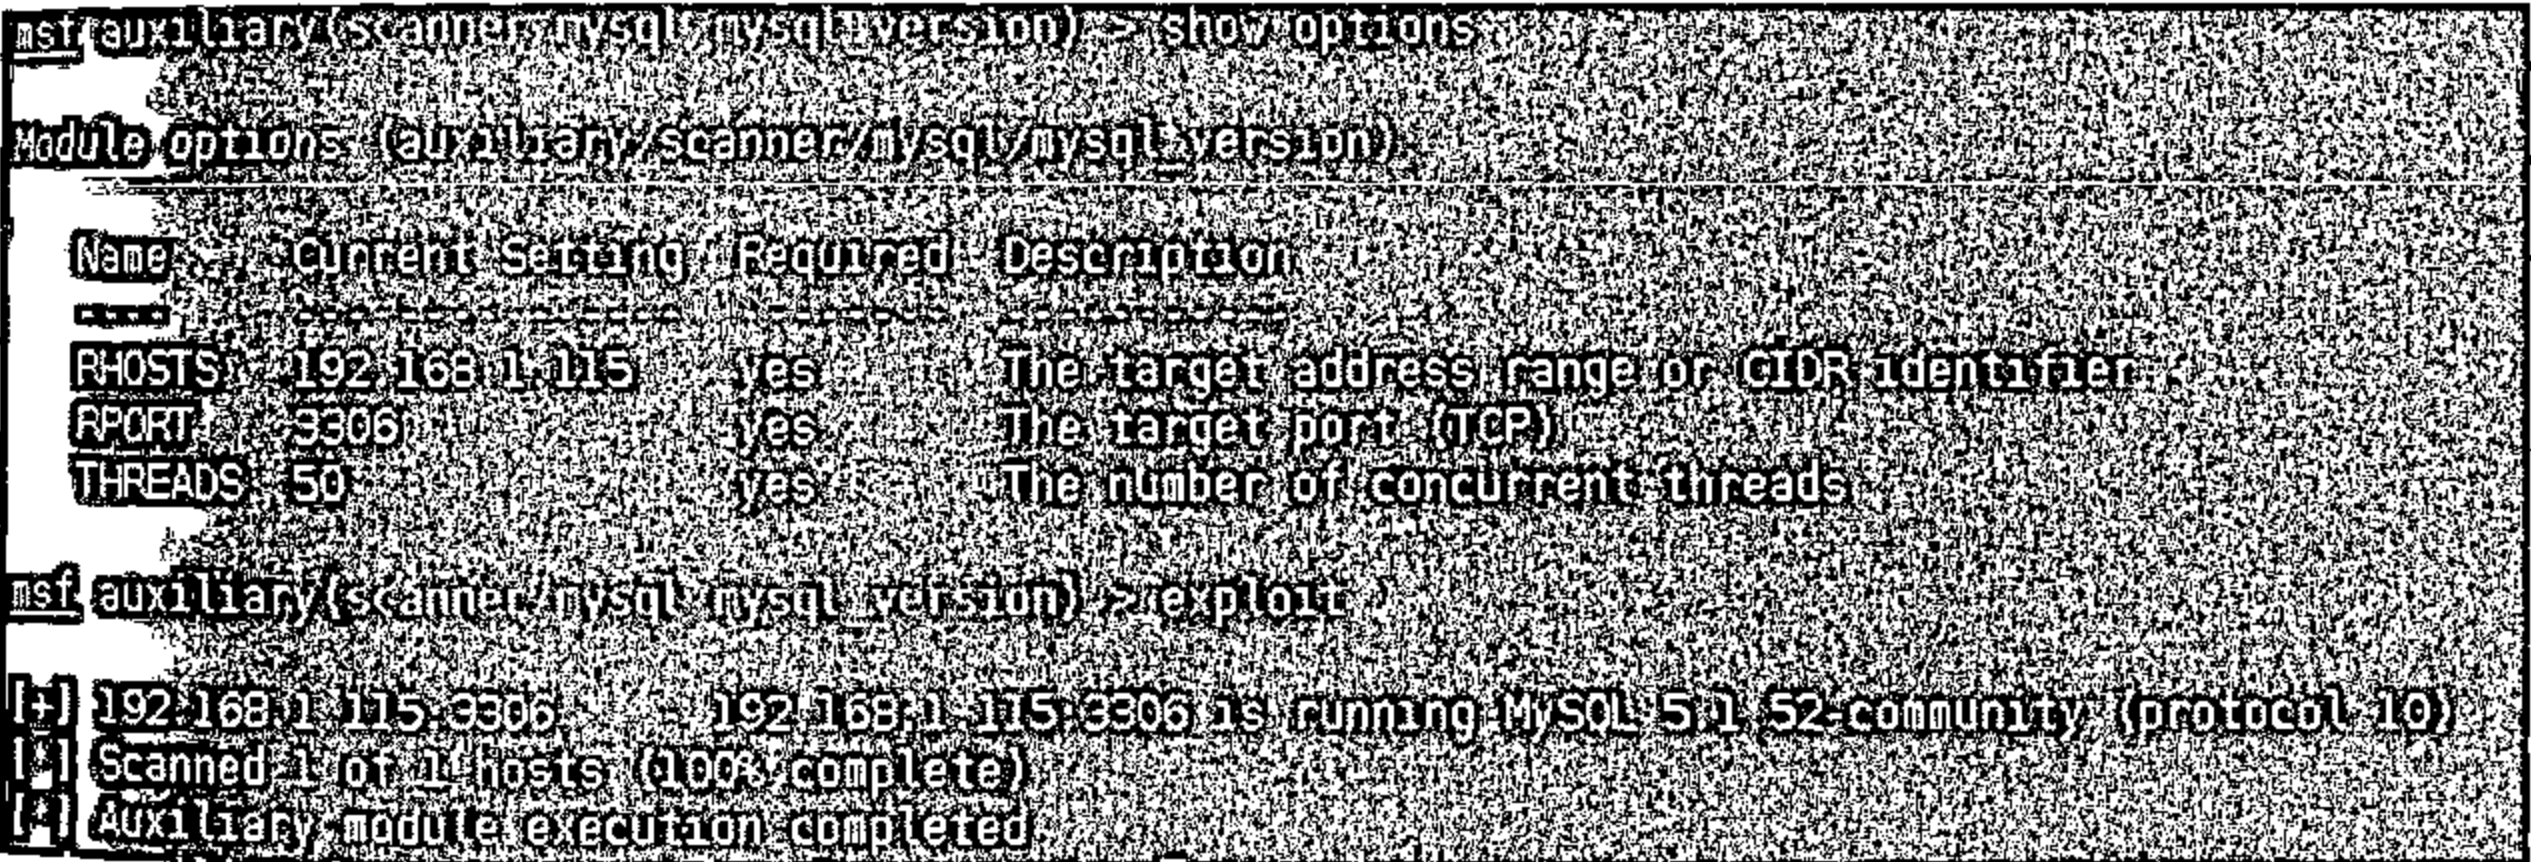 msf auxiliary(scanner/mysql/mysql_version) > show options
Module options (auxiliary/scanner/mysql/mysql_version)
Name Current Setting Required Description
---- --------------- -------- -----------
RHOSTS 192.168.1.115 yes The target address range or CIDR identifier
RPORT 3306 yes The target port (TCP)
THREADS 50 yes The number of concurrent threads
msf auxiliary(scanner/mysql/mysql_version) > exploit
[+] 192.168.1.115:3306 - 192.168.1.115:3306 is running MySQL 5.1.52-community (protocol 10)
[*] Scanned 1 of 1 hosts (100% complete)
[*] Auxiliary module execution completed